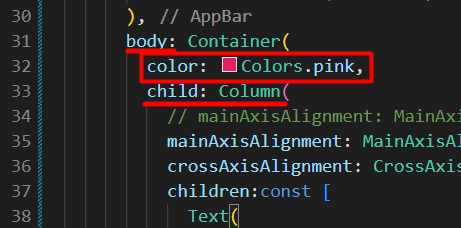 30 ), // AppBar
31 body: Container(
32 color: Colors.pink,
33 child: Column(
34 // mainAxisAlignment: MainAx
35 mainAxisAlignment: MainAxisAl
36 crossAxisAlignment: CrossAxis
37 children:const [
38 Text(